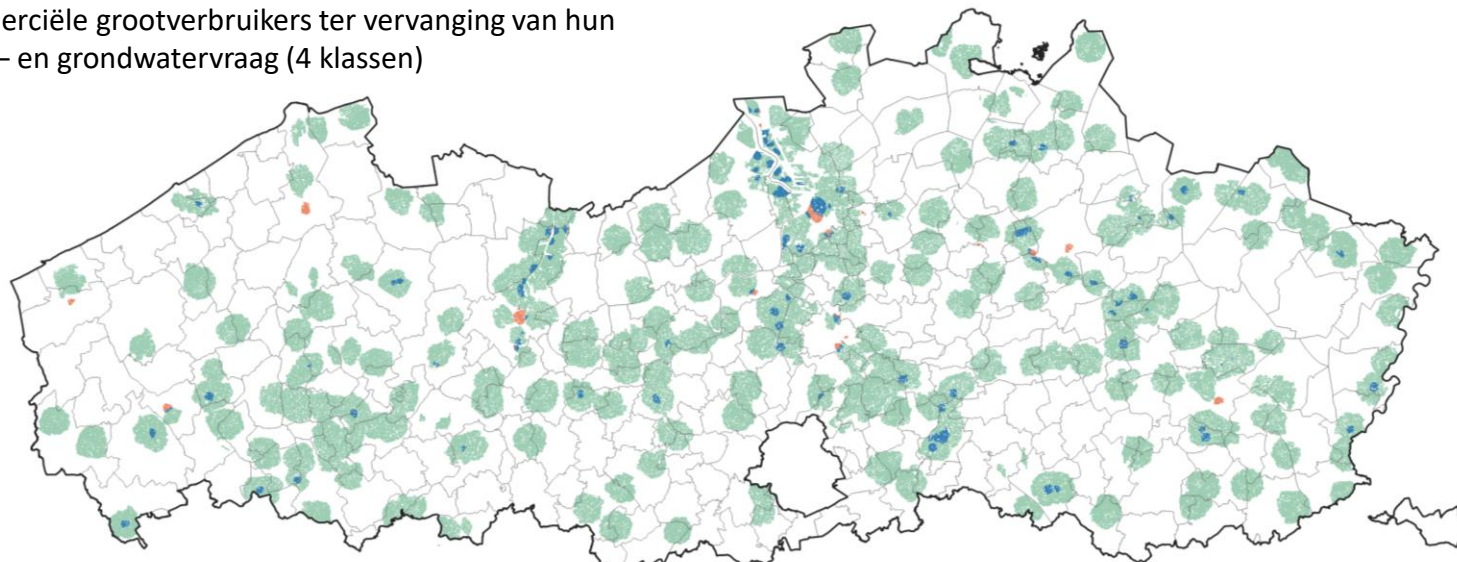 erciële grootverbruikers ter vervanging van hun
– en grondwatervraag (4 klassen)